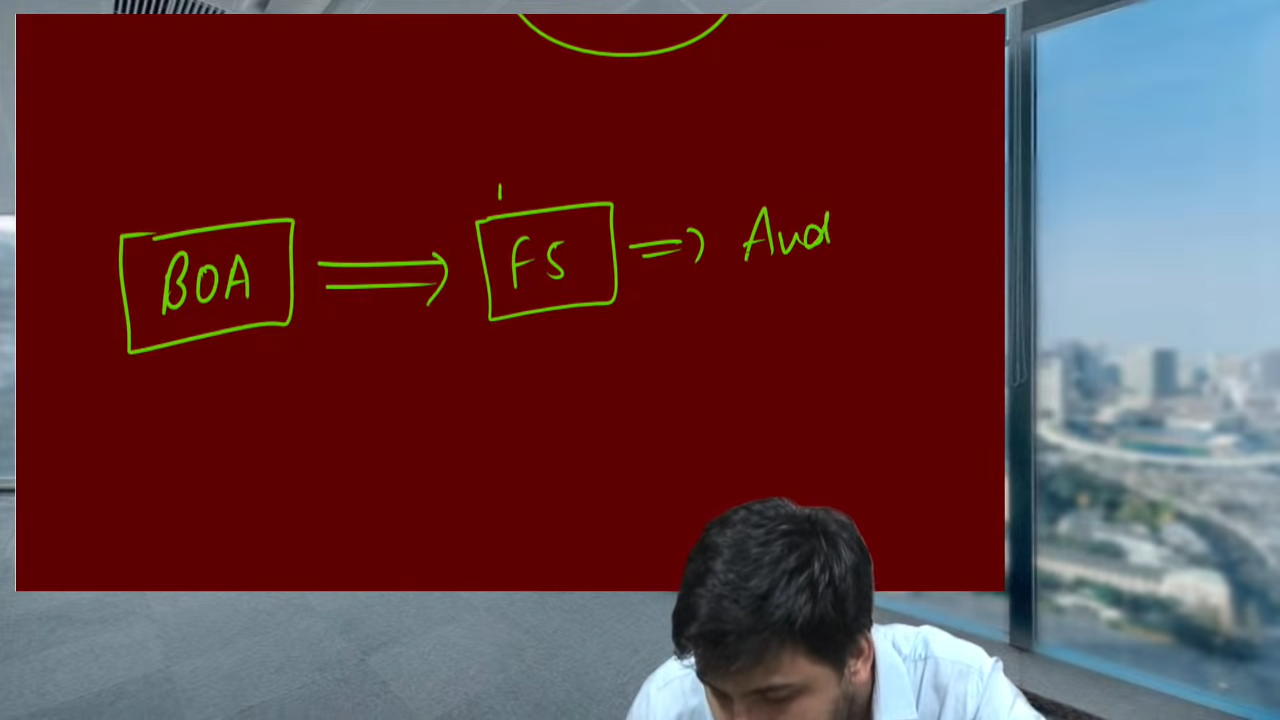 BOA ⇒ FS ⇒ Aud